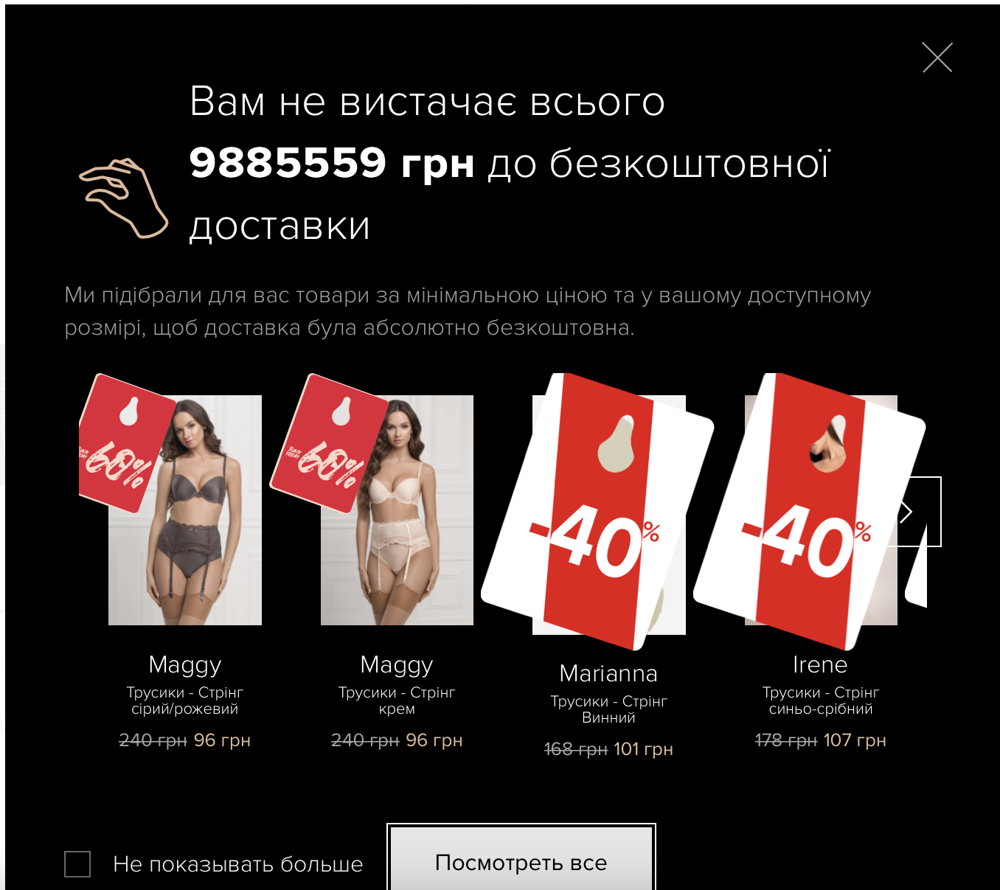 Вам не вистачає всього
9885559 грн до безкоштовної
доставки
Ми підібрали для вас товари за мінімальною ціною та у вашому доступному
розмірі, щоб доставка була абсолютно безкоштовна.
BLACK
FRIDAY
60%
BLACK
FRIDAY
60%
-40%
-40%
Maggy
Трусики - Стрінг
сірий/рожевий
240 грн 96 грн
Maggy
Трусики - Стрінг
крем
240 грн 96 грн
Marianna
Трусики - Стрінг
Винний
168 грн 101 грн
Irene
Трусики - Стрінг
синьо-срібний
178 грн 107 грн
Не показывать больше
Посмотреть все